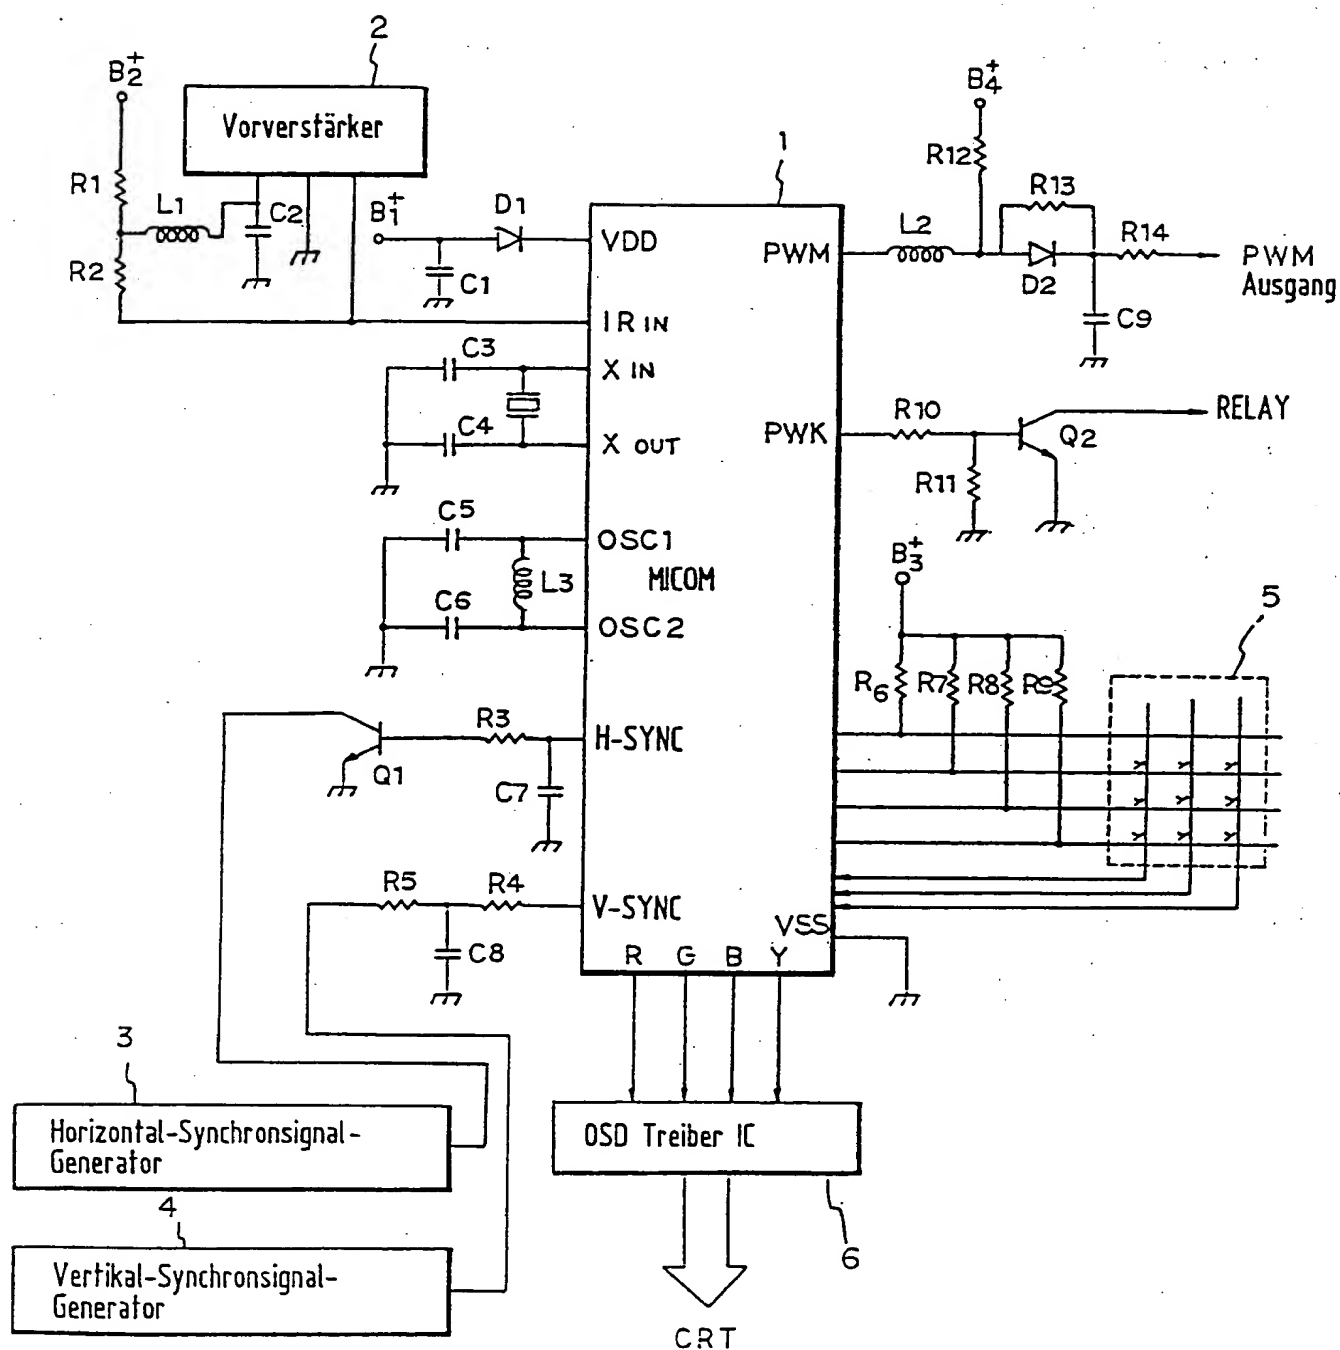 2
B2+
Vorverstärker
B4+
1
R12
R1
L1
C2
B1+
D1
R13
VDD
PWM
L2
R14
R2
C1
D2
PWM
Ausgang
IR IN
C9
C3
X IN
R10
RELAY
C4
PWK
Q2
X OUT
R11
C5
OSC1
B3+
MICOM
L3
C6
5
OSC2
R6
R7
R8
R9
R3
H-SYNC
Q1
C7
R5
R4
V-SYNC
VSS
C8
R
G
B
Y
3
Horizontal-Synchronsignal-
Generator
OSD Treiber IC
4
6
Vertikal-Synchronsignal-
Generator
CRT